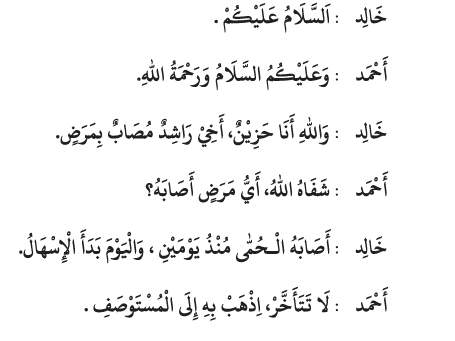 خَالِد : اَلسَّلَامُ عَلَيْكُمْ .
أَحْمَد : وَعَلَيْكُمُ السَّلَامُ وَرَحْمَةُ اللهِ.
خَالِد : وَاللهِ أَنَا حَزِيْنٌ، أَخِيْ رَاشِدٌ مُصَابٌ بِمَرَضٍ.
أَحْمَد : شَفَاهُ اللهُ، أَيُّ مَرَضٍ أَصَابَهُ؟
خَالِد : أَصَابَهُ الْـحُمَّى مُنْذُ يَوْمَيْنِ ، وَالْيَوْمَ بَدَأَ الْإِسْهَالُ.
أَحْمَد : لَا تَتَأَخَّرْ، اِذْهَبْ بِهِ إِلَى الْمُسْتَوْصَفِ .